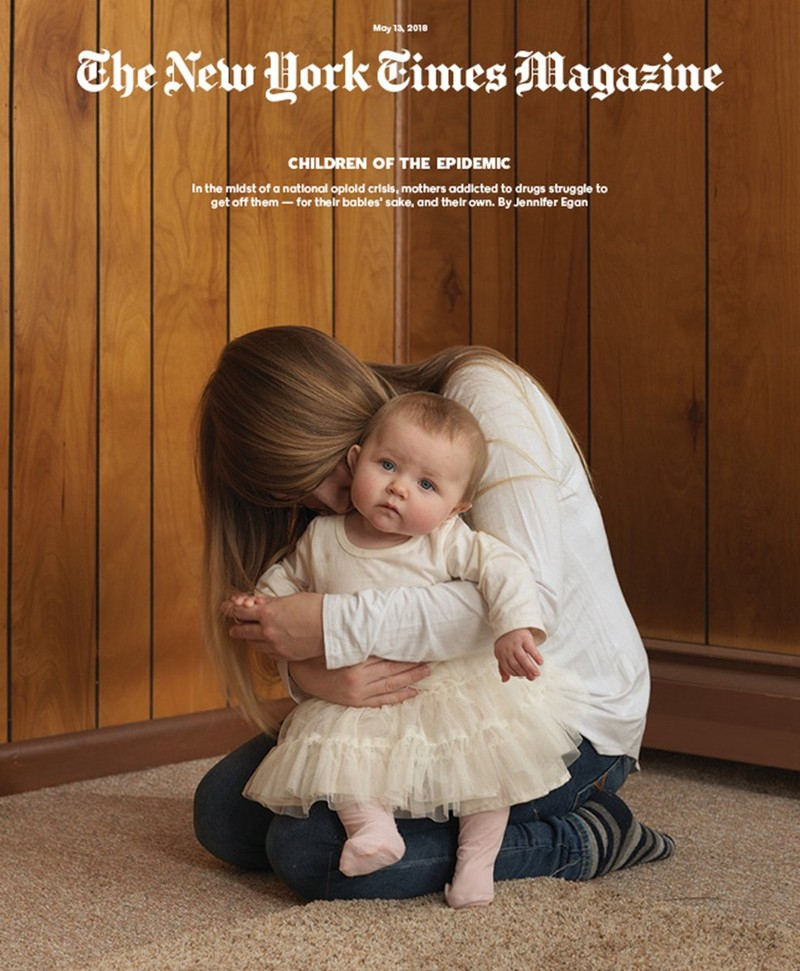 May 13, 2018
The New York Times Magazine
CHILDREN OF THE EPIDEMIC
In the midst of a national opioid crisis, mothers addicted to drugs struggle to
get off them — for their babies' sake, and their own. By Jennifer Egan